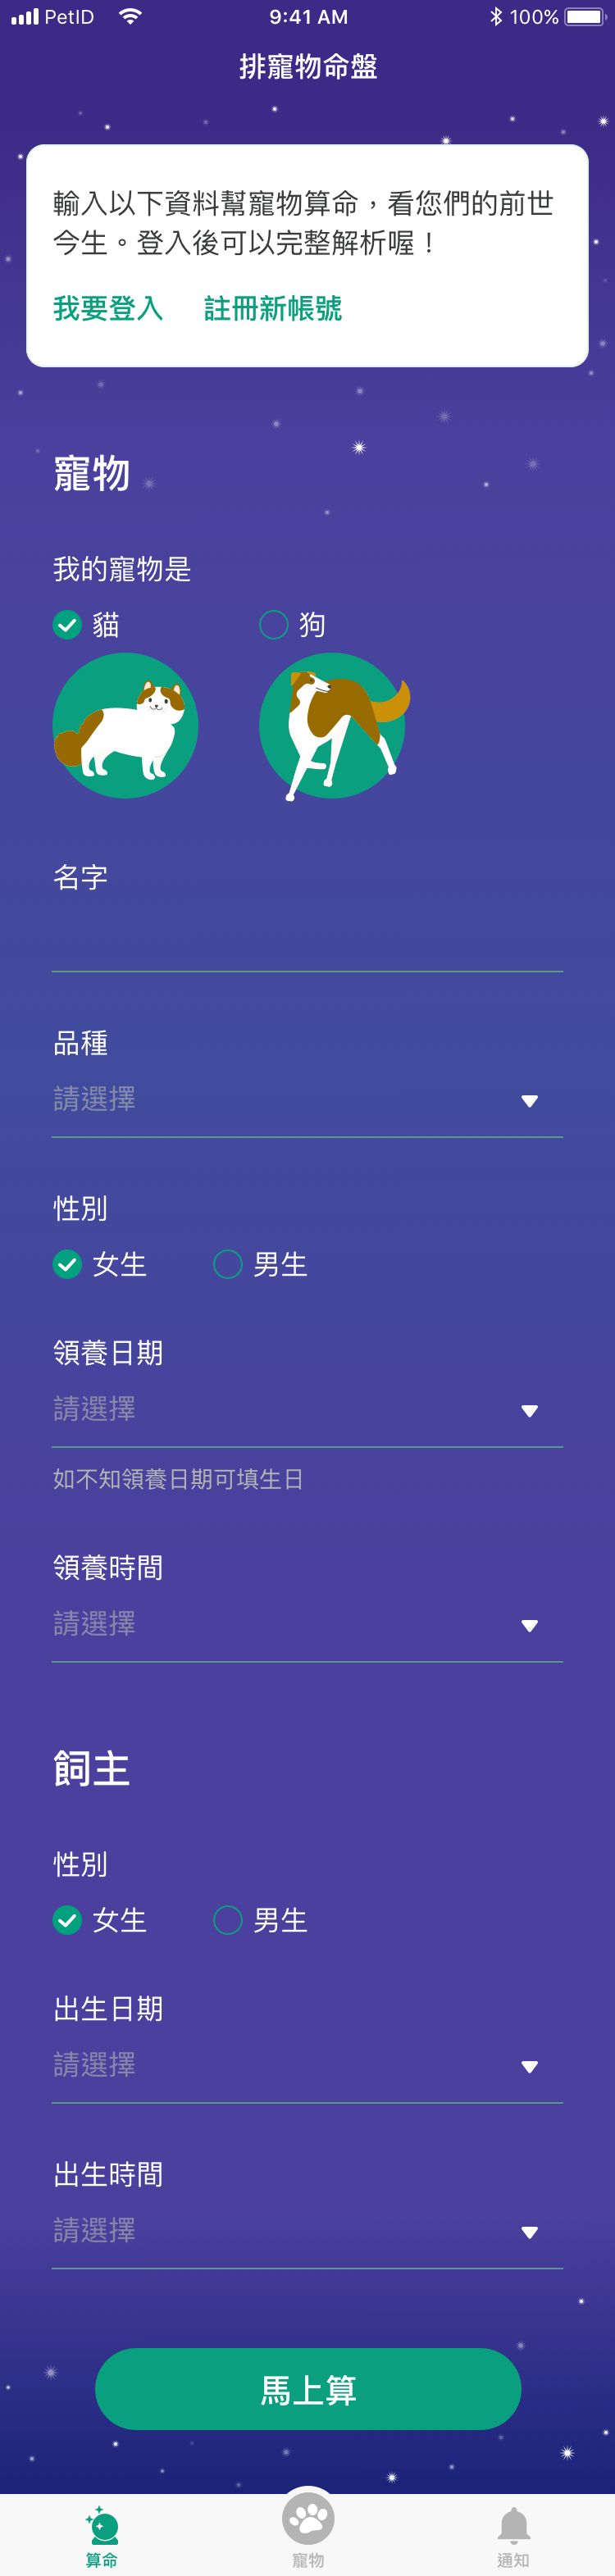 PetID 9:41 AM 100%
排寵物命盤
輸入以下資料幫寵物算命，看您們的前世
今生。登入後可以完整解析喔！
我要登入 註冊新帳號
寵物
我的寵物是
貓 狗
名字
品種
請選擇
性別
女生 男生
領養日期
請選擇
如不知領養日期可填生日
領養時間
請選擇
飼主
性別
女生 男生
出生日期
請選擇
出生時間
請選擇
馬上算
算命 寵物 通知